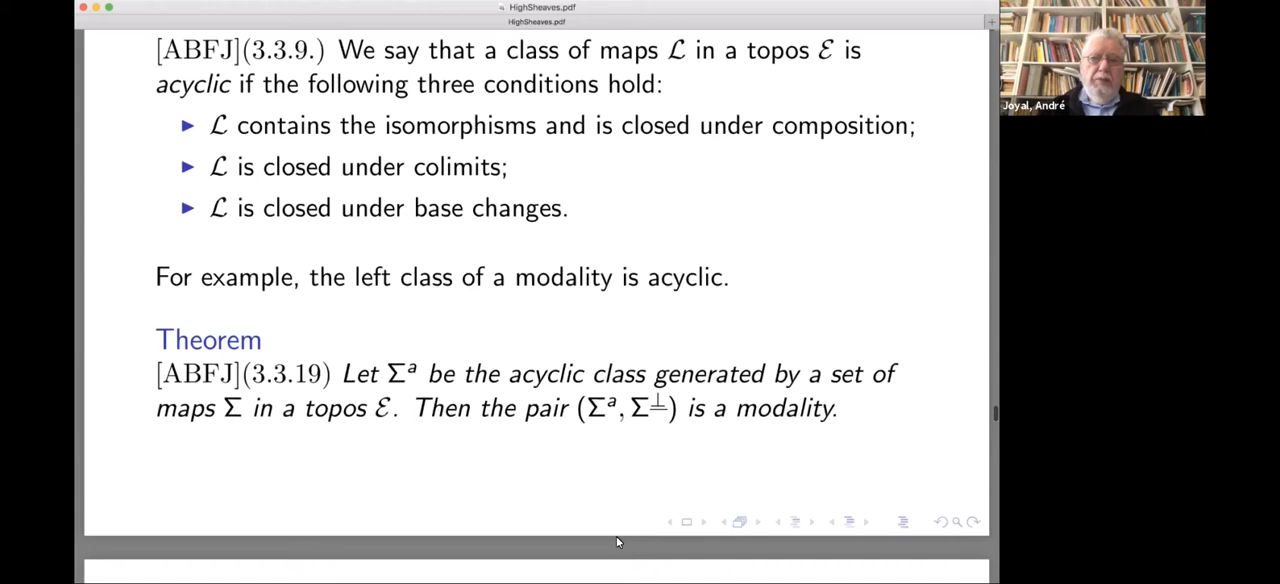 HighSheaves.pdf
HighSheaves.pdf
[ABFJ](3.3.9.) We say that a class of maps ℒ in a topos ℰ is
acyclic if the following three conditions hold:
▶ ℒ contains the isomorphisms and is closed under composition;
▶ ℒ is closed under colimits;
▶ ℒ is closed under base changes.
For example, the left class of a modality is acyclic.
Theorem
[ABFJ](3.3.19) Let Σᵃ be the acyclic class generated by a set of
maps Σ in a topos ℰ. Then the pair (Σᵃ, Σ^⊥̲) is a modality.
Joyal, André